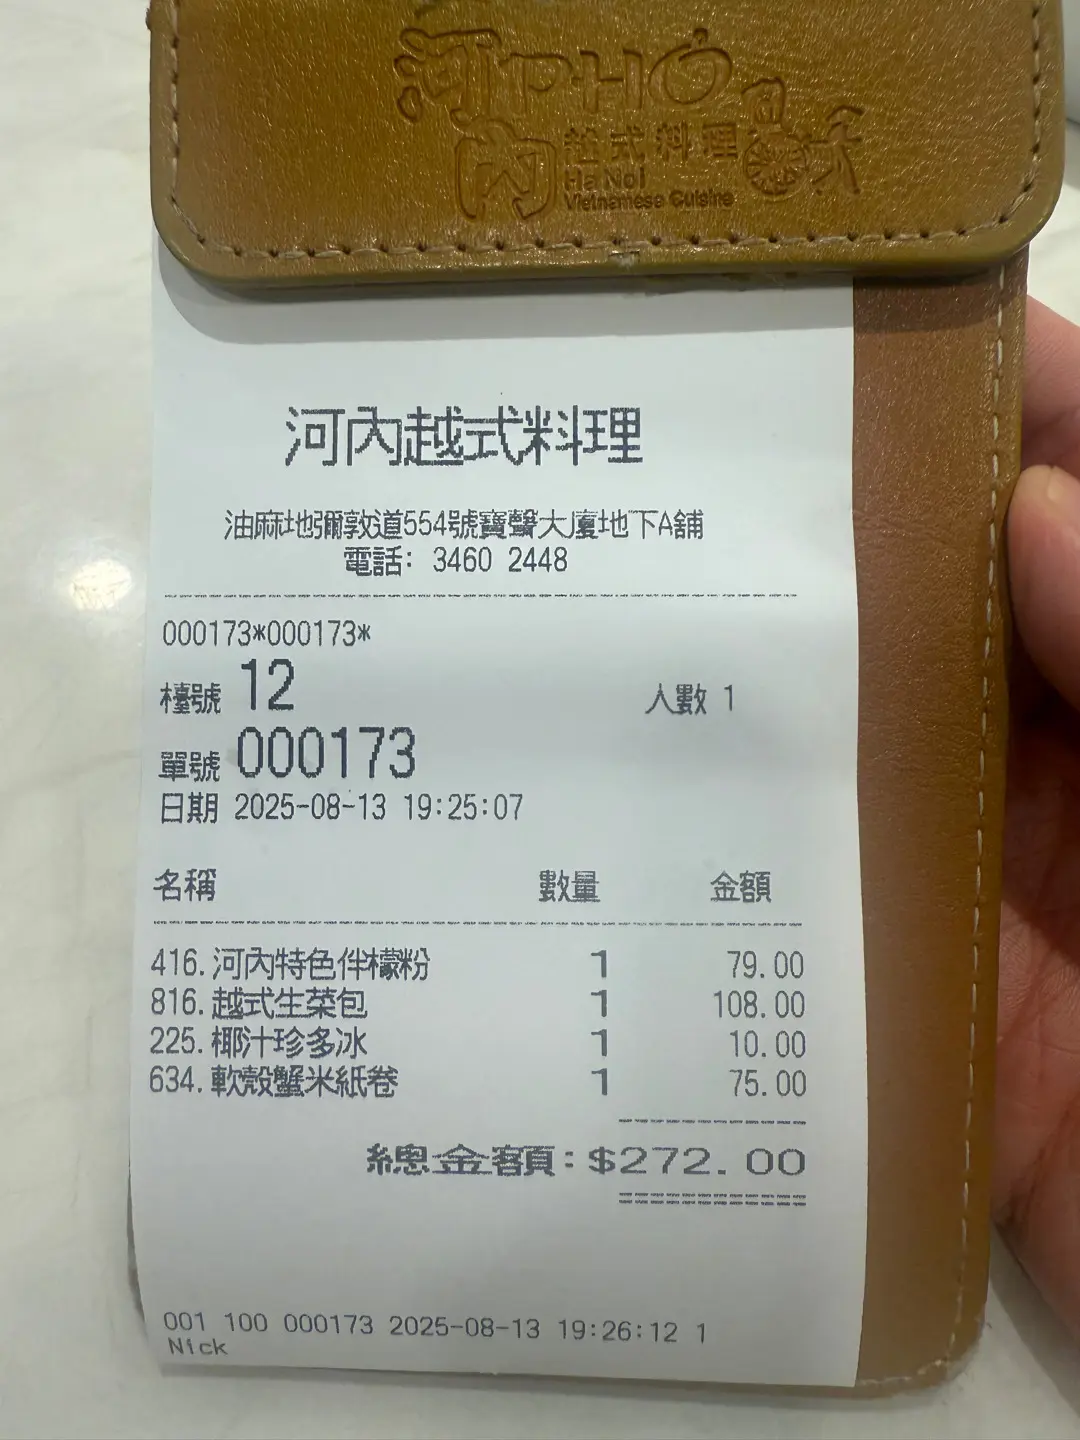 河 PHỞ
內 越式料理 風味
Ha Noi
Vietnamese Cuisine
河內越式料理
油麻地彌敦道554號寶聲大廈地下A舖
電話: 3460 2448
000173*000173*
檯號 12 人數 1
單號 000173
日期 2025-08-13 19:25:07
名稱 數量 金額
416.河內特色伴檬粉 1 79.00
816.越式生菜包 1 108.00
225.椰汁珍多冰 1 10.00
634.軟殼蟹米紙卷 1 75.00
總金額:$272.00
001 100 000173 2025-08-13 19:26:12 1
Nick